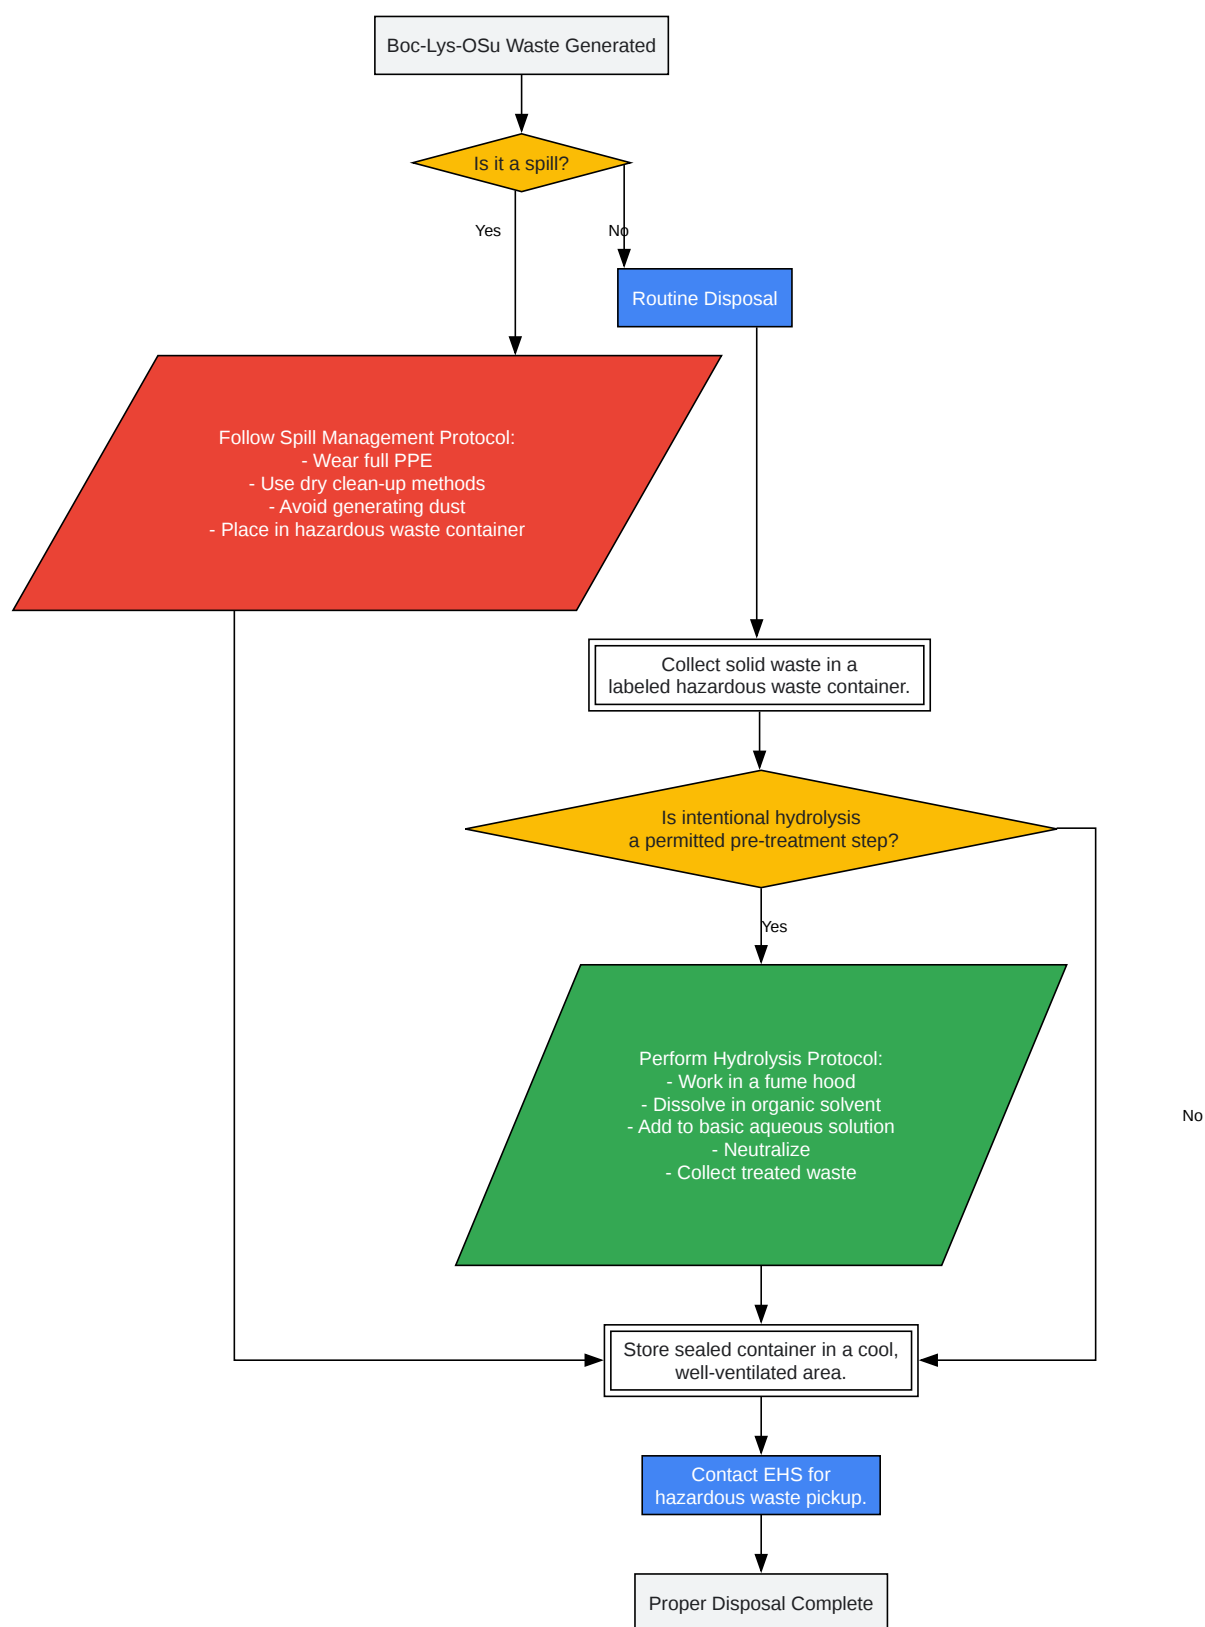 Boc-Lys-OSu Waste Generated
Is it a spill?
Yes
No
Routine Disposal
Follow Spill Management Protocol:
- Wear full PPE
- Use dry clean-up methods
- Avoid generating dust
- Place in hazardous waste container
Collect solid waste in a
labeled hazardous waste container.
Is intentional hydrolysis
a permitted pre-treatment step?
Yes
Perform Hydrolysis Protocol:
- Work in a fume hood
- Dissolve in organic solvent
- Add to basic aqueous solution
- Neutralize
- Collect treated waste
No
Store sealed container in a cool,
well-ventilated area.
Contact EHS for
hazardous waste pickup.
Proper Disposal Complete